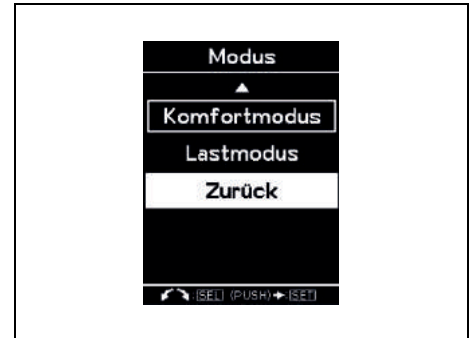 Modus
Komfortmodus
Lastmodus
Zurück
SEL (PUSH) SET